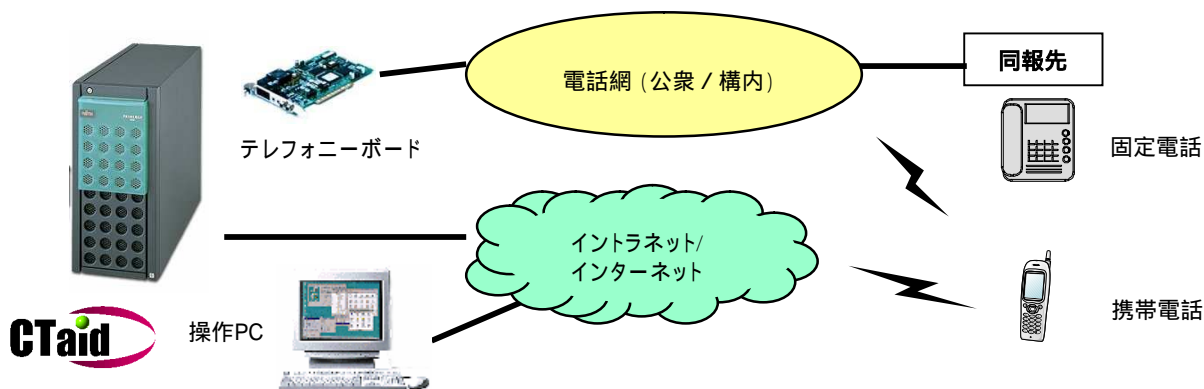 電話網（公衆 / 構内）
同報先
テレフォニーボード
固定電話
イントラネット/
インターネット
CTaid
操作PC
携帯電話